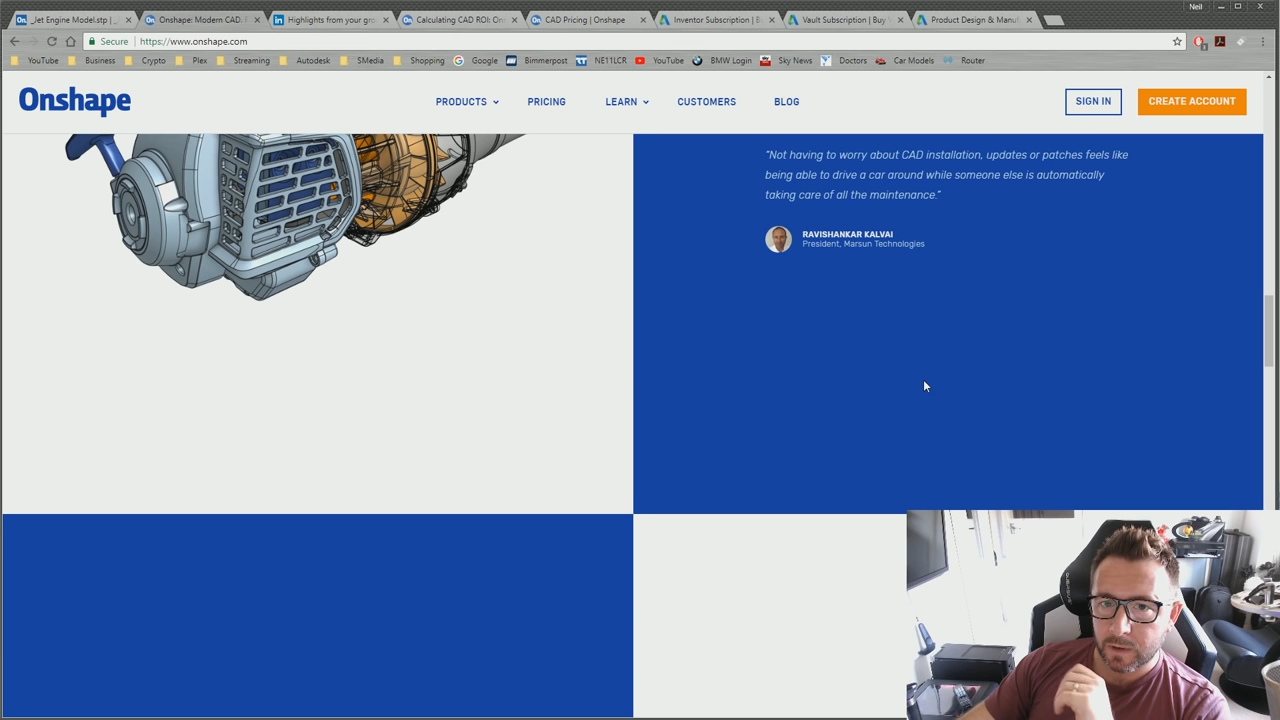 Neil
_Jet Engine Model.stp |
Onshape: Modern CAD.
Highlights from your gro
Calculating CAD ROI: On
CAD Pricing | Onshape
Inventor Subscription |
Vault Subscription | Buy
Product Design & Manuf
Secure | https://www.onshape.com
YouTube Business Crypto Plex Streaming Autodesk SMedia Shopping Google Bimmerpost NE11LCR YouTube BMW Login Sky News Doctors Car Models Router
Onshape PRODUCTS PRICING LEARN CUSTOMERS BLOG SIGN IN CREATE ACCOUNT
“Not having to worry about CAD installation, updates or patches feels like
being able to drive a car around while someone else is automatically
taking care of all the maintenance.”
RAVISHANKAR KALVAI
President, Marsun Technologies